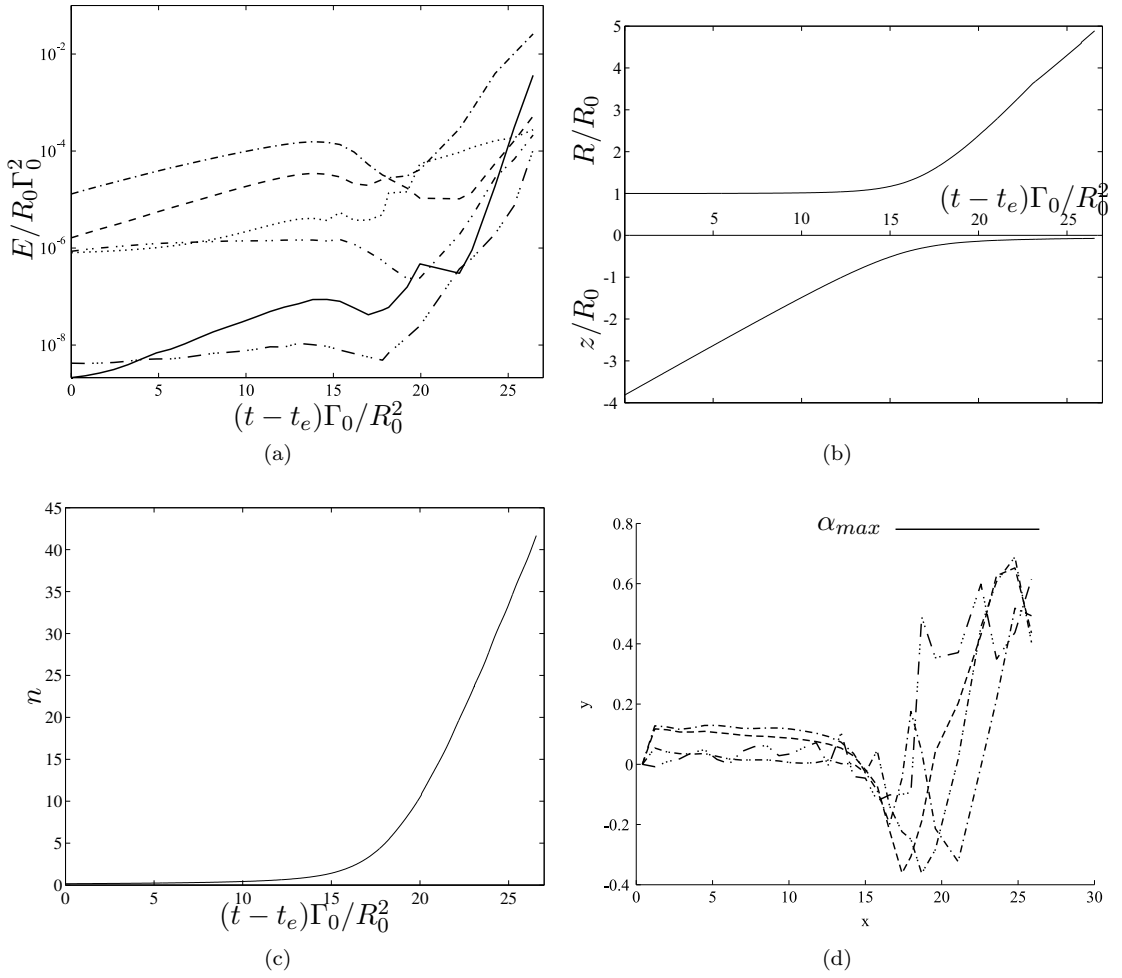 10^{-2}
10^{-4}
10^{-6}
10^{-8}
E/R_0Γ_0^2
0 5 10 15 20 25
(t − t_e)Γ_0/R_0^2
(a)
5
4
3
2
1
0
R/R_0
(t − t_e)Γ_0/R_0^2
5 10 15 20 25
-1
-2
-3
-4
z/R_0
(b)
45
40
35
30
25
20
15
10
5
0
n
0 5 10 15 20 25
(t − t_e)Γ_0/R_0^2
(c)
α_{max}
0.8
0.6
0.4
0.2
0
-0.2
-0.4
y
0 5 10 15 20 25 30
x
(d)